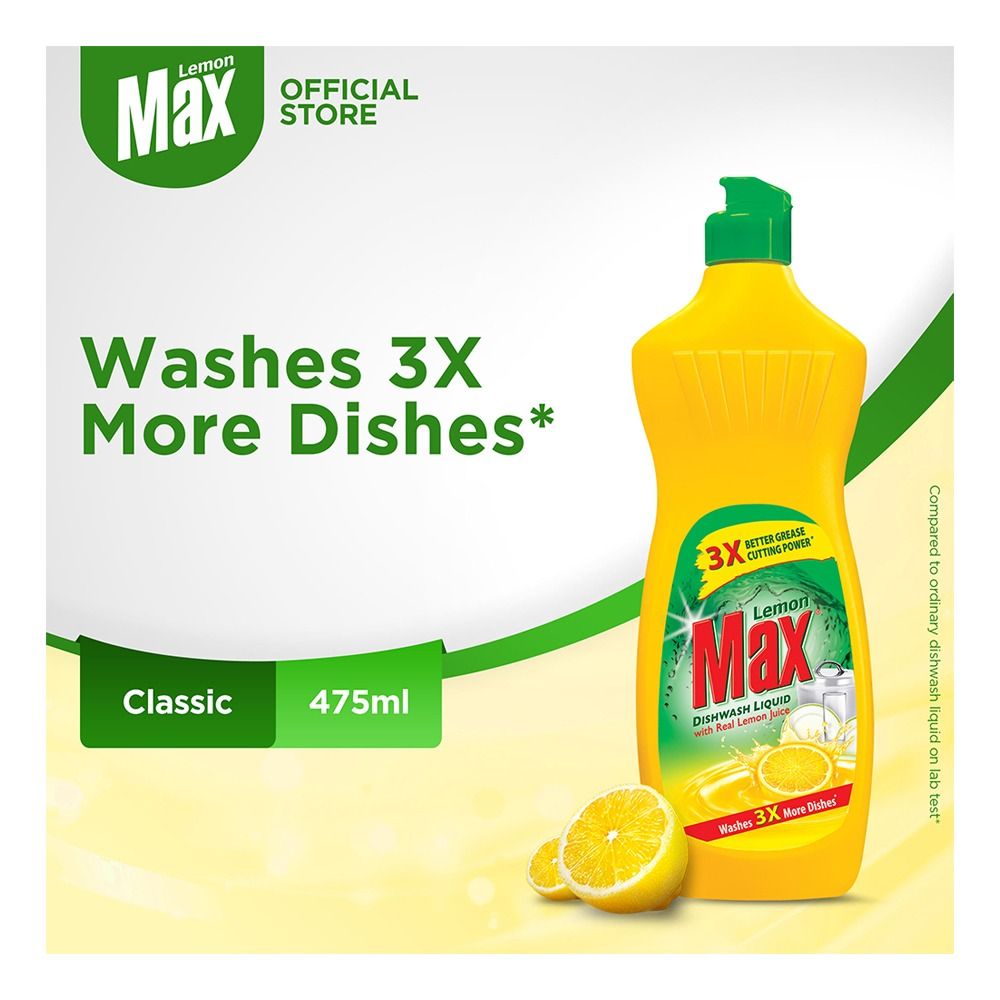 Lemon
Max
OFFICIAL
STORE
Washes 3X
More Dishes*
Classic
475ml
3X BETTER GREASE
CUTTING POWER*
Lemon
Max
DISHWASH LIQUID
with Real Lemon Juice
Washes 3X More Dishes*
Compared to ordinary dishwash liquid on lab test*